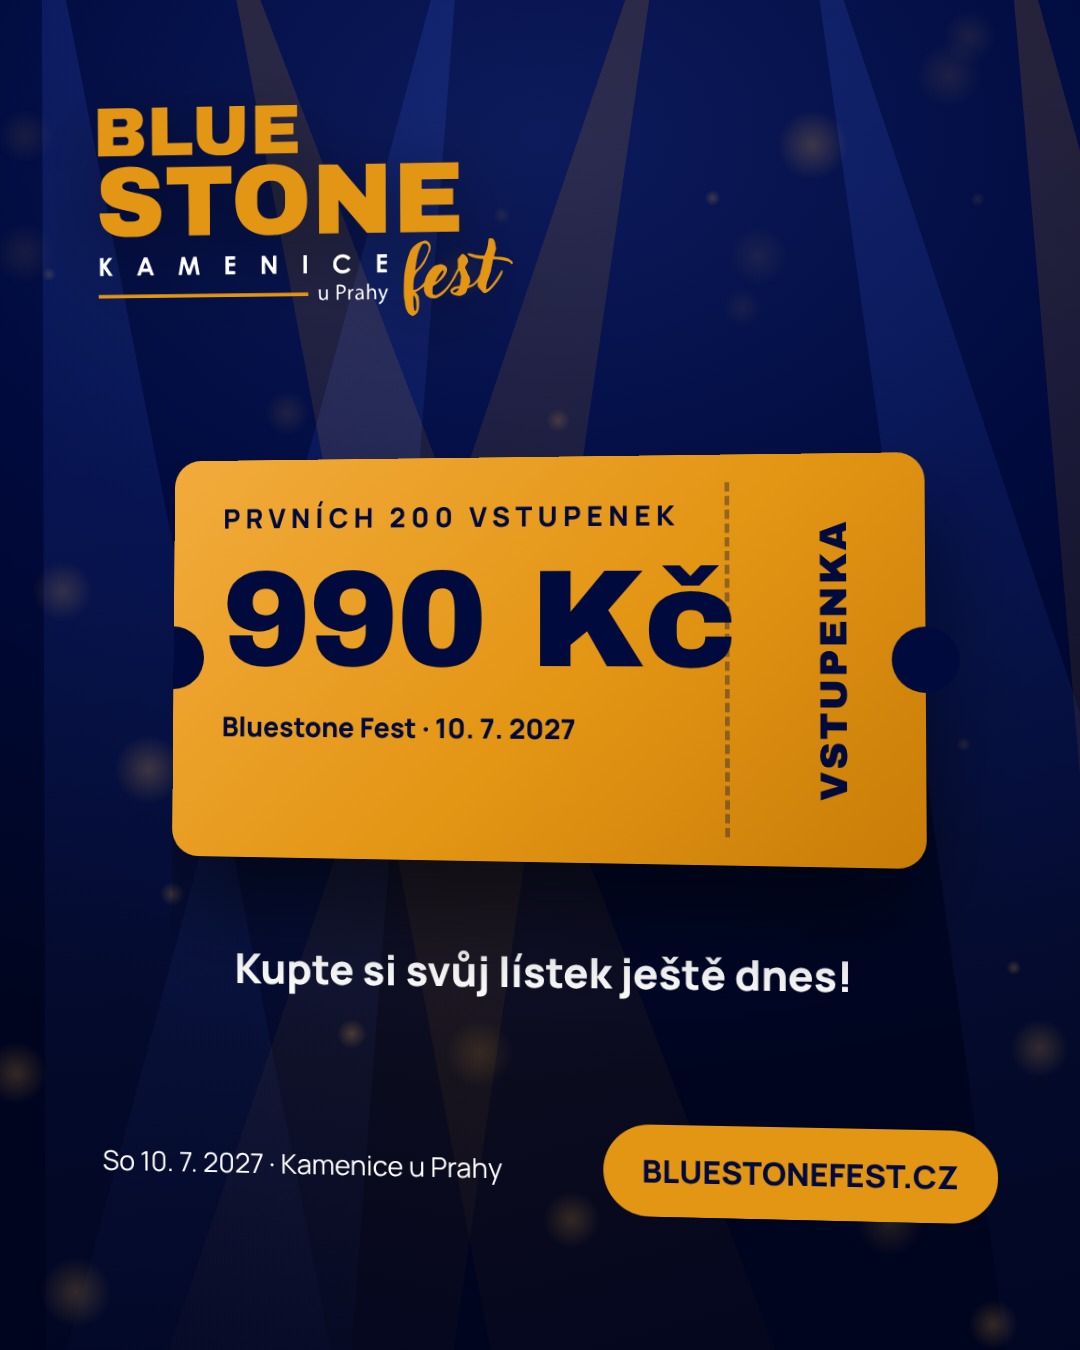 BLUE
STONE
KAMENICE
fest
u Prahy
PRVNÍCH 200 VSTUPENEK
990 Kč
Bluestone Fest · 10. 7. 2027
VSTUPENKA
Kupte si svůj lístek ještě dnes!
So 10. 7. 2027 · Kamenice u Prahy
BLUESTONEFEST.CZ